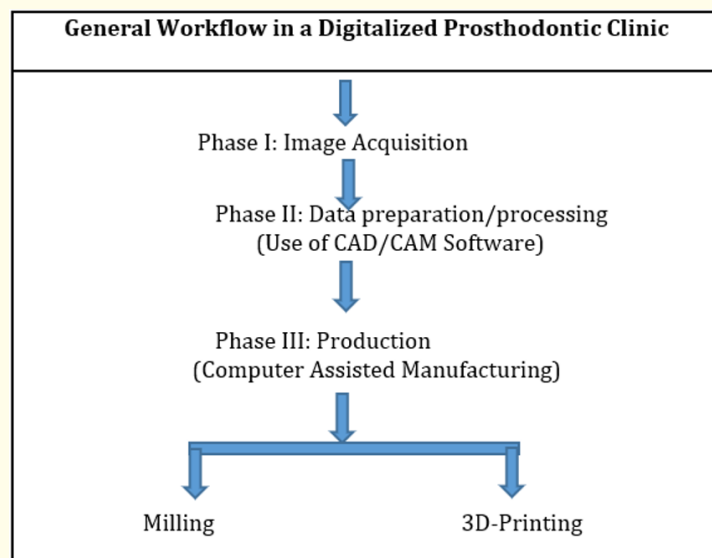 General Workflow in a Digitalized Prosthodontic Clinic
Phase I: Image Acquisition
Phase II: Data preparation/processing
(Use of CAD/CAM Software)
Phase III: Production
(Computer Assisted Manufacturing)
Milling
3D-Printing